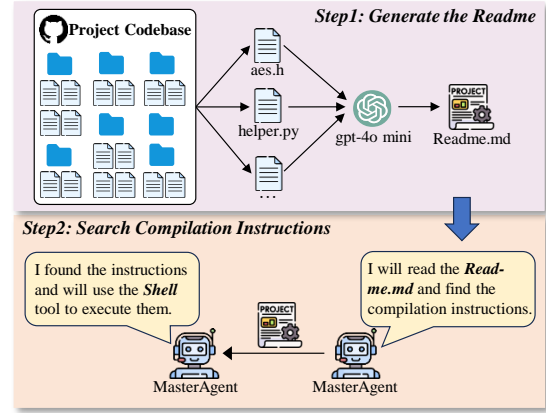 Step1: Generate the Readme
Project Codebase
aes.h
helper.py
...
gpt-4o mini
PROJECT
Readme.md
Step2: Search Compilation Instructions
I found the instructions
and will use the Shell
tool to execute them.
PROJECT
I will read the Read-
me.md and find the
compilation instructions.
MasterAgent
MasterAgent